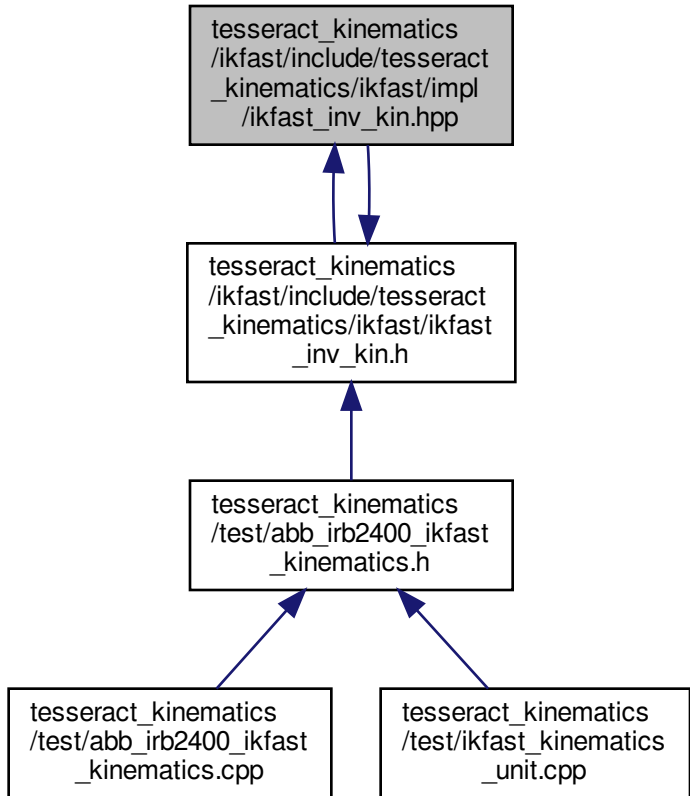 tesseract_kinematics
/ikfast/include/tesseract
_kinematics/ikfast/impl
/ikfast_inv_kin.hpp
tesseract_kinematics
/ikfast/include/tesseract
_kinematics/ikfast/ikfast
_inv_kin.h
tesseract_kinematics
/test/abb_irb2400_ikfast
_kinematics.h
tesseract_kinematics
/test/abb_irb2400_ikfast
_kinematics.cpp
tesseract_kinematics
/test/ikfast_kinematics
_unit.cpp